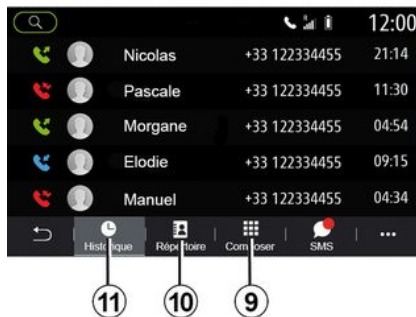 12:00
Nicolas +33 122334455 21:14
Pascale +33 122334455 11:30
Morgane +33 122334455 04:54
Elodie +33 122334455 09:15
Manuel +33 122334455 04:34
Historique Répertoire Composer SMS ...
11 10 9